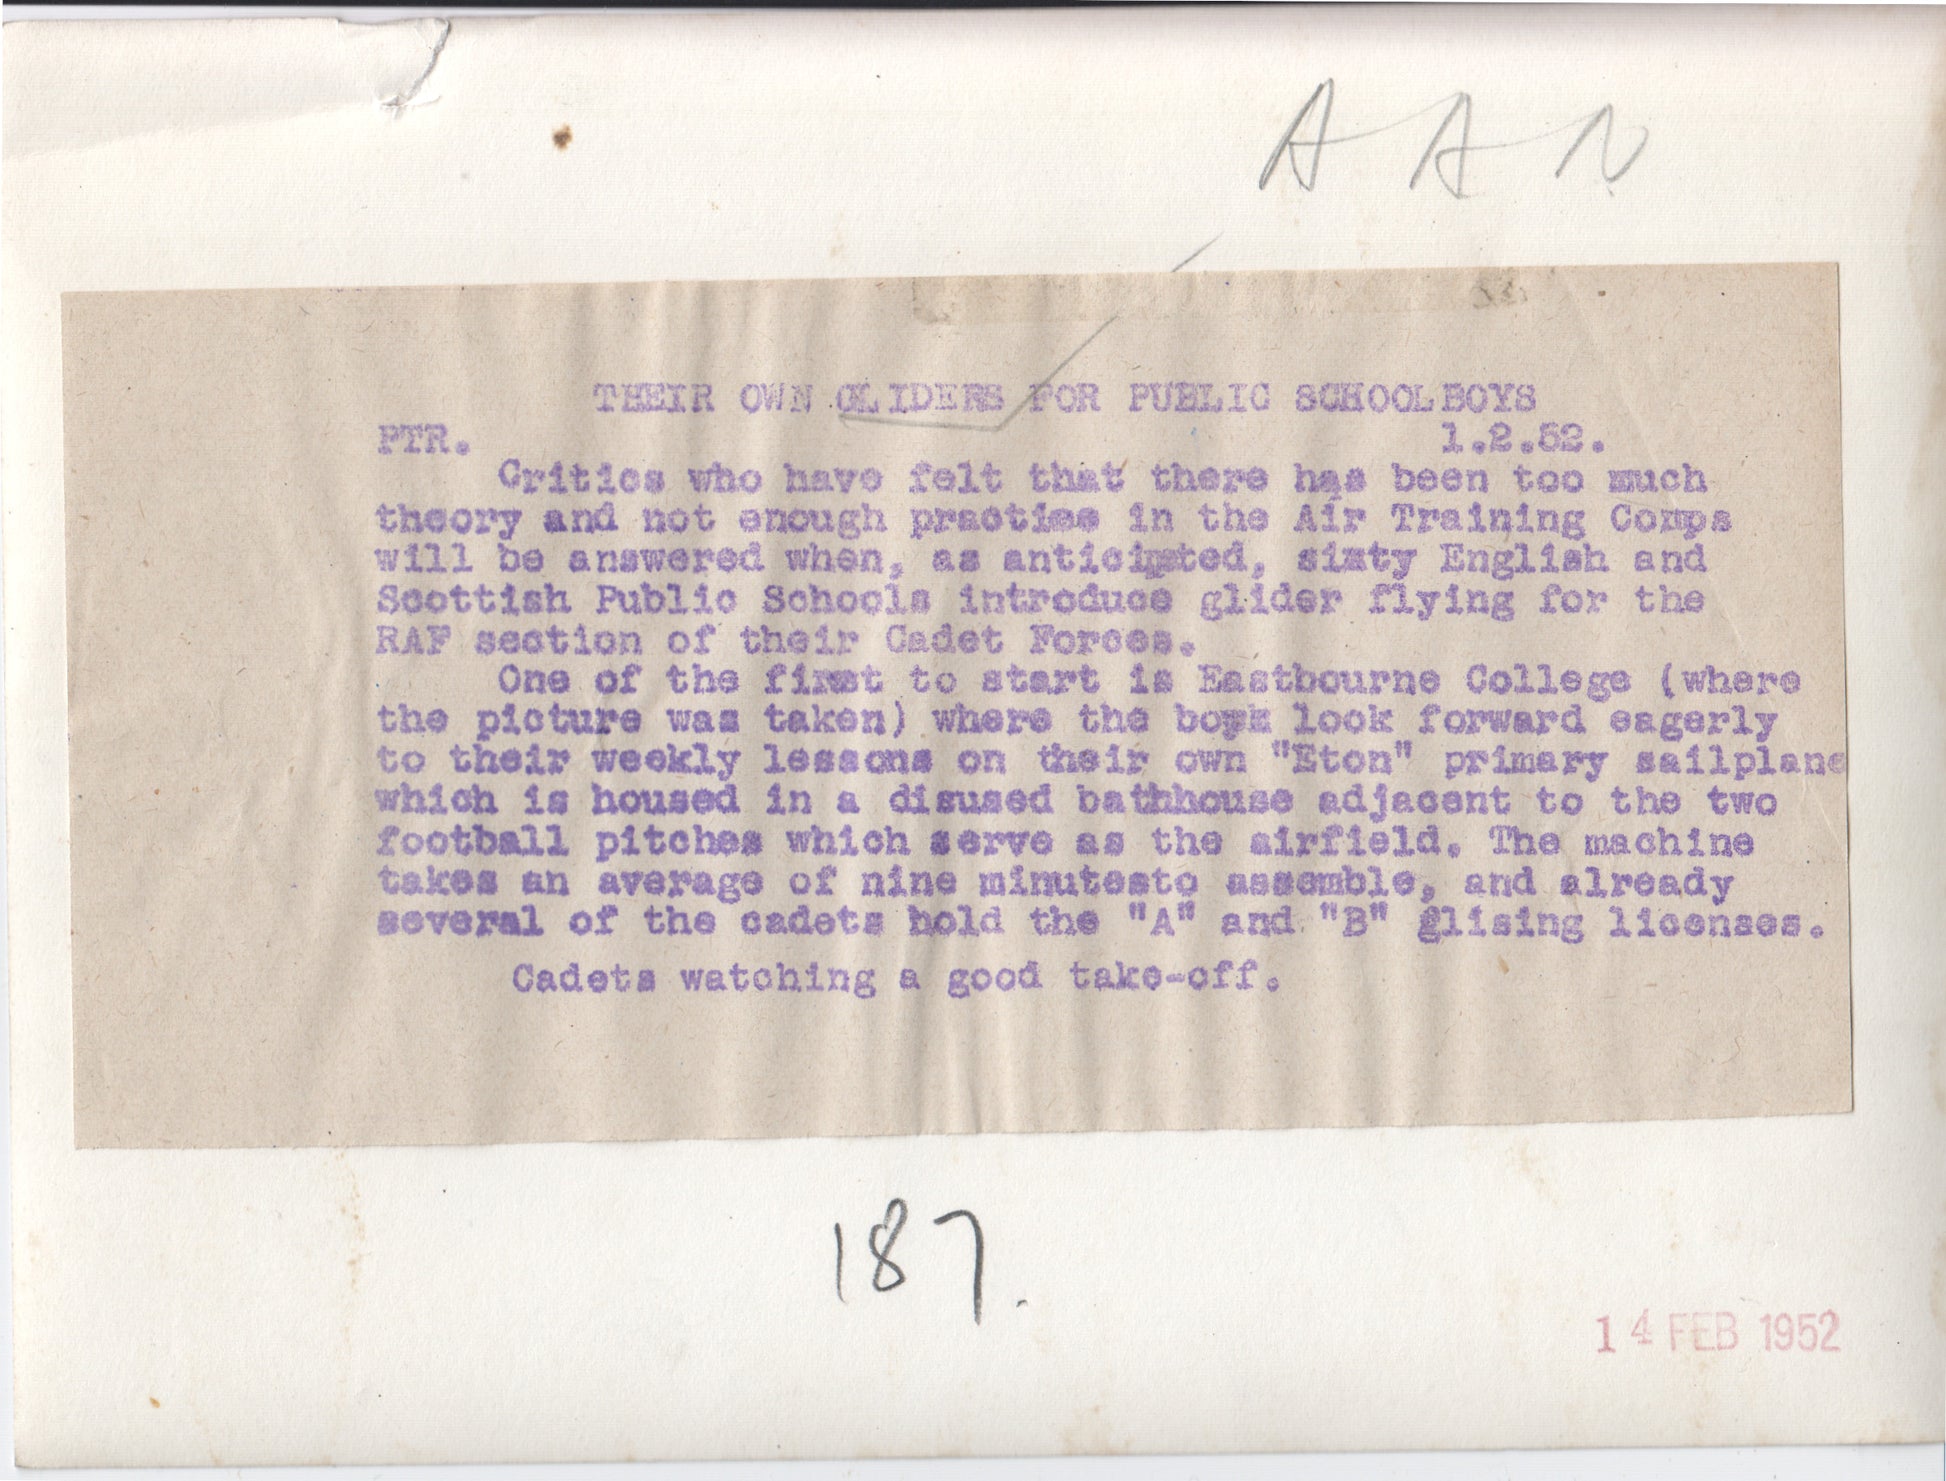 A A N
THEIR OWN GLIDERS FOR PUBLIC SCHOOLBOYS
PTR. 1.2.52.
Critics who have felt that there has been too much
theory and not enough practise in the Air Training Corps
will be answered when, as anticipated, sixty English and
Scottish Public Schools introduce glider flying for the
RAF section of their Cadet Forces.
One of the first to start is Eastbourne College (where
the picture was taken) where the boys look forward eagerly
to their weekly lessons on their own "Eton" primary sailplane
which is housed in a disused bathhouse adjacent to the two
football pitches which serve as the airfield. The machine
takes an average of nine minutesto assemble, and already
several of the cadets hold the "A" and "B" glising licenses.
Cadets watching a good take-off.
187.
14 FEB 1952